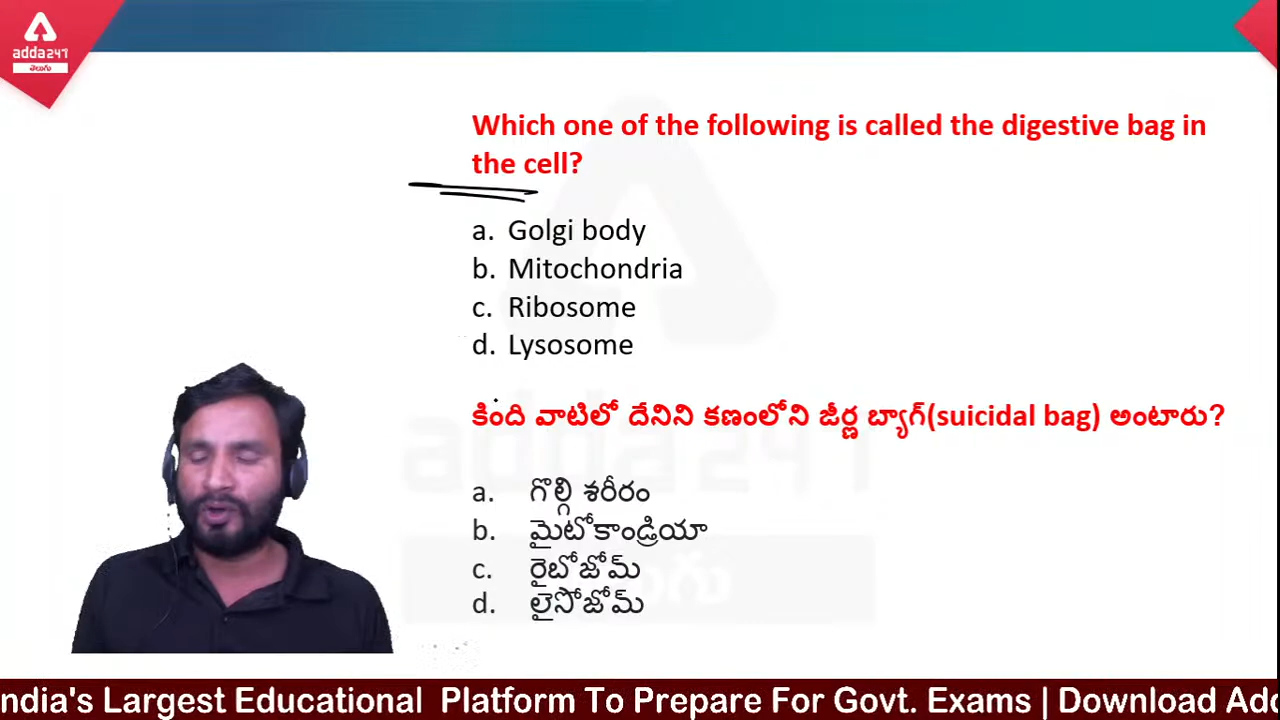 adda247
తెలుగు
Which one of the following is called the digestive bag in
the cell?
a. Golgi body
b. Mitochondria
c. Ribosome
d. Lysosome
కింది వాటిలో దేనిని కణంలోని జీర్ణ బ్యాగ్(suicidal bag) అంటారు?
a. గొల్గి శరీరం
b. మైటోకాండ్రియా
c. రైబోజోమ్
d. లైసోజోమ్
adda247
తెలుగు
ndia's Largest Educational Platform To Prepare For Govt. Exams | Download Add